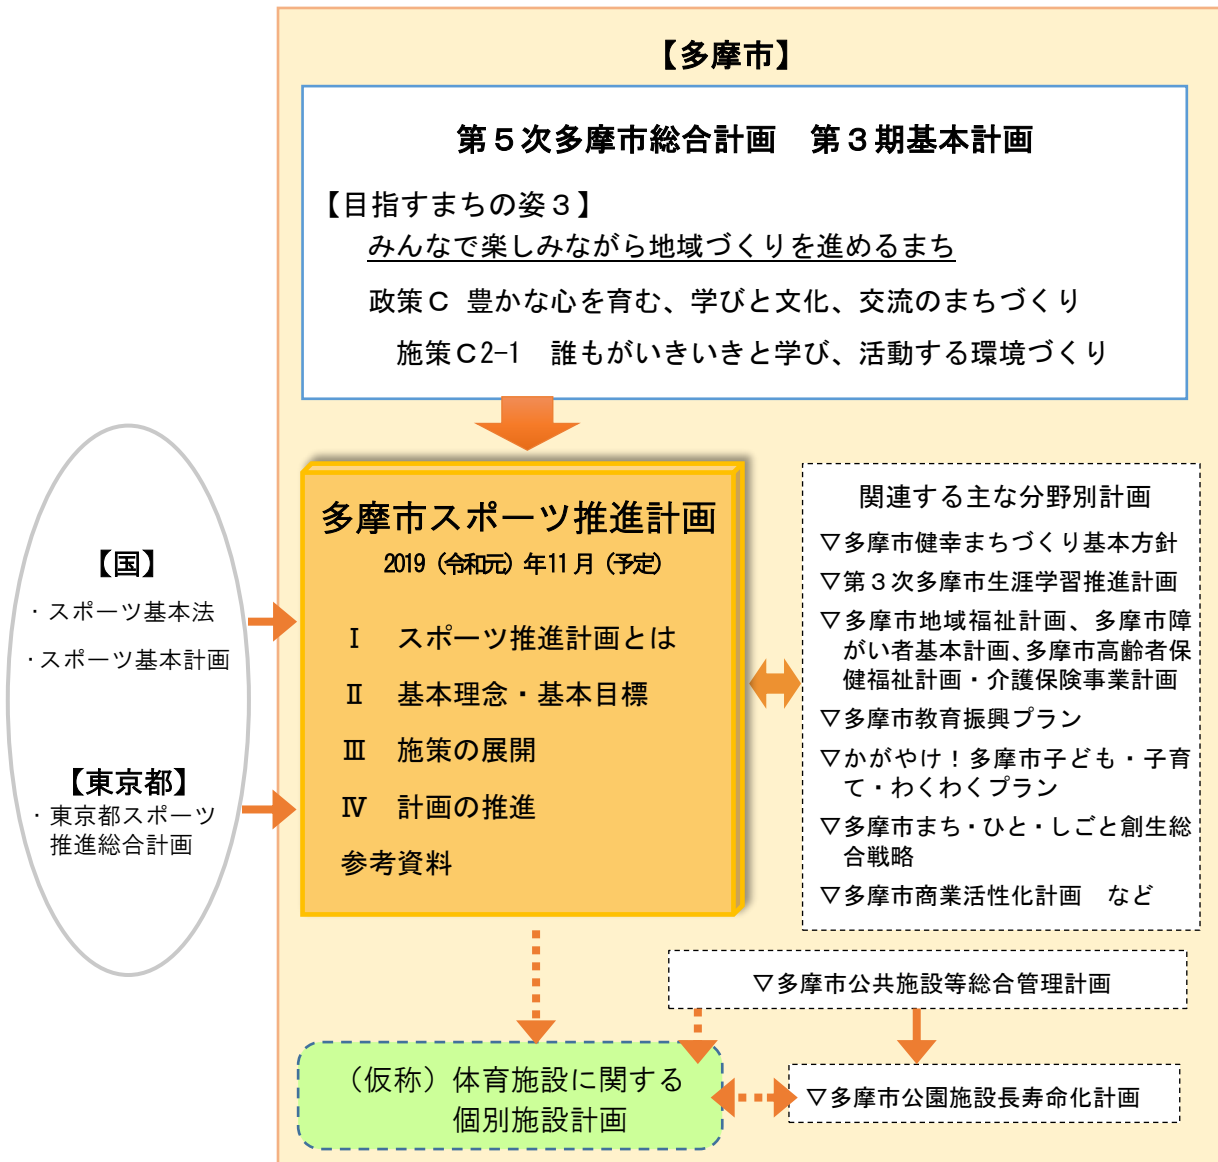 【多摩市】
第５次多摩市総合計画　第３期基本計画
【目指すまちの姿３】
みんなで楽しみながら地域づくりを進めるまち
政策Ｃ 豊かな心を育む、学びと文化、交流のまちづくり
施策Ｃ2-1　誰もがいきいきと学び、活動する環境づくり
【国】
・スポーツ基本法
・スポーツ基本計画
【東京都】
・東京都スポーツ
推進総合計画
多摩市スポーツ推進計画
2019（令和元）年11月（予定）
Ⅰ　スポーツ推進計画とは
Ⅱ　基本理念・基本目標
Ⅲ　施策の展開
Ⅳ　計画の推進
参考資料
関連する主な分野別計画
▽多摩市健幸まちづくり基本方針
▽第３次多摩市生涯学習推進計画
▽多摩市地域福祉計画、多摩市障
がい者基本計画、多摩市高齢者保
健福祉計画・介護保険事業計画
▽多摩市教育振興プラン
▽かがやけ！多摩市子ども・子育
て・わくわくプラン
▽多摩市まち・ひと・しごと創生総
合戦略
▽多摩市商業活性化計画　など
▽多摩市公共施設等総合管理計画
（仮称）体育施設に関する
個別施設計画
▽多摩市公園施設長寿命化計画